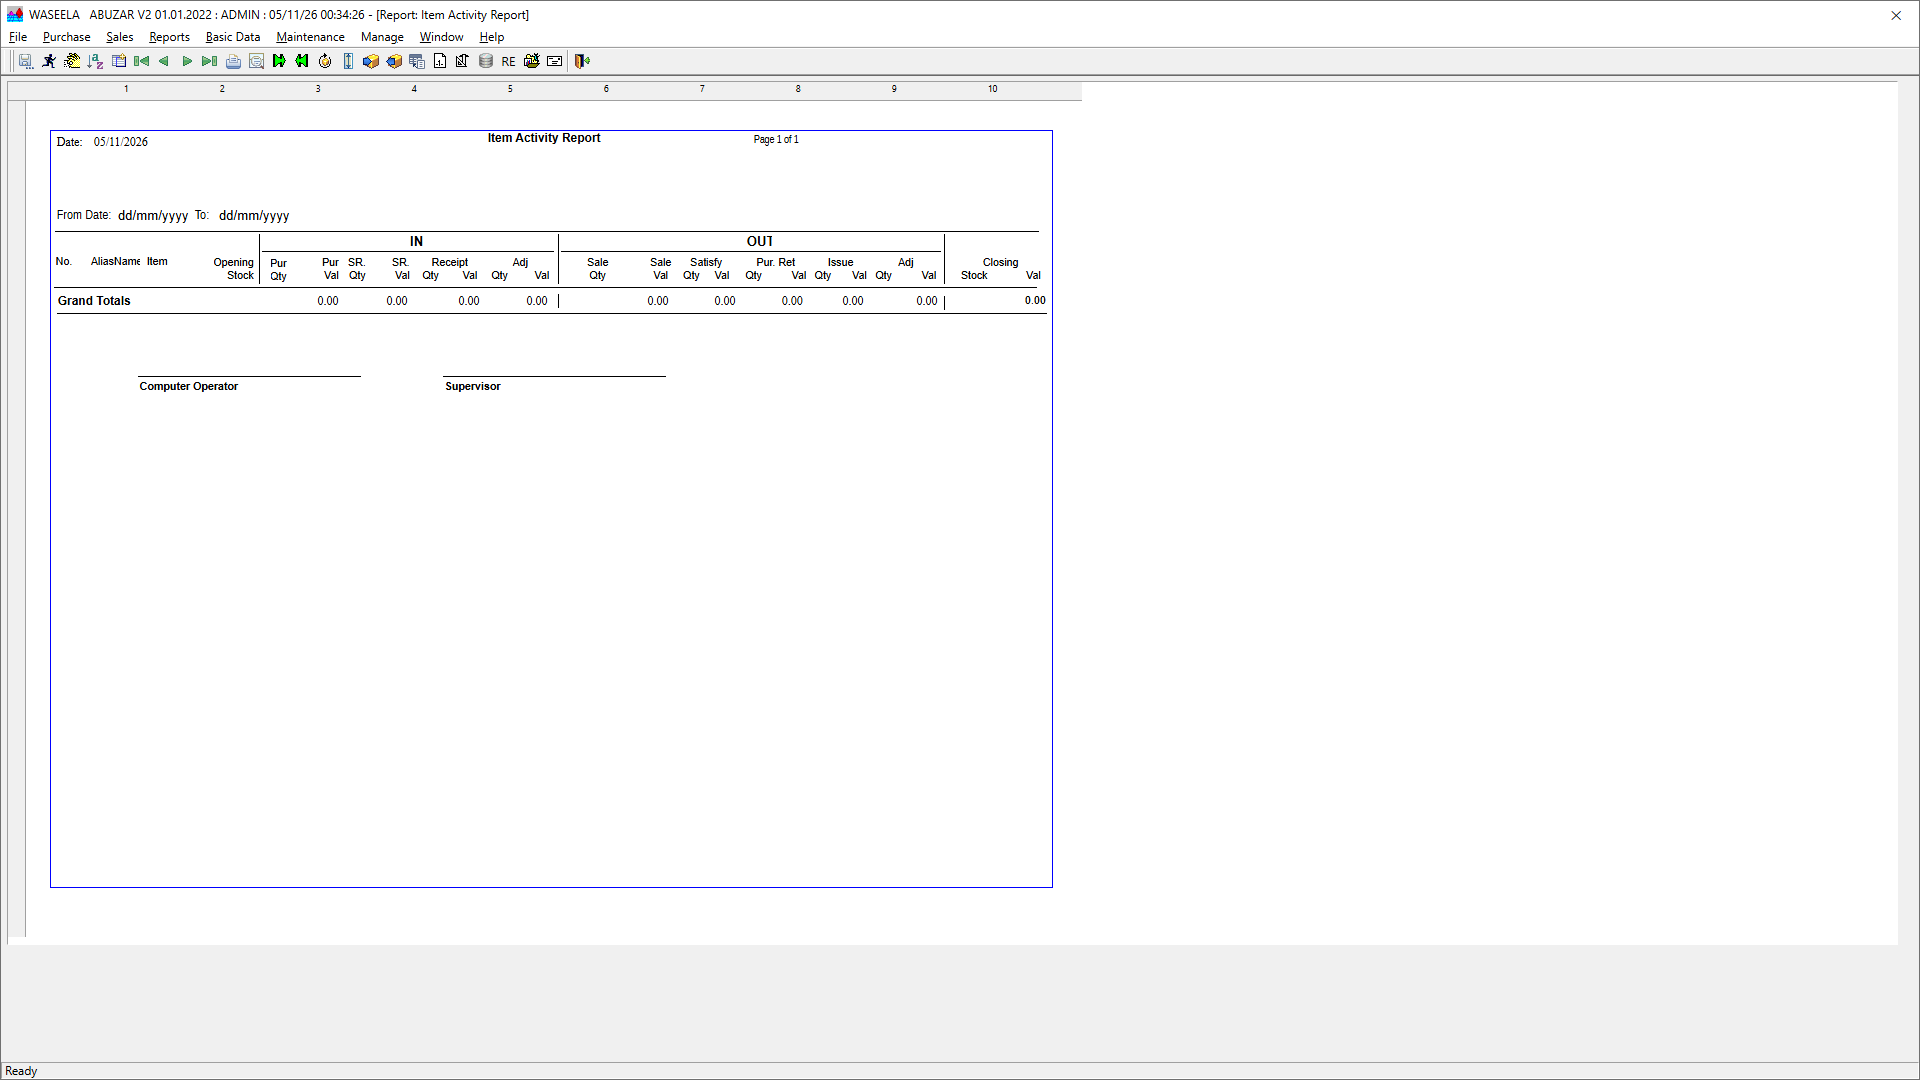 WASEELA ABUZAR V2 01.01.2022 : ADMIN : 05/11/26 00:34:26 - [Report: Item Activity Report]
File Purchase Sales Reports Basic Data Maintenance Manage Window Help
RE
1 2 3 4 5 6 7 8 9 10
Date: 05/11/2026 Item Activity Report Page 1 of 1
From Date: dd/mm/yyyy To: dd/mm/yyyy
IN OUT
No. AliasName Item Opening Pur Pur SR. SR. Receipt Adj Sale Sale Satisfy Pur. Ret Issue Adj Closing
Stock Qty Val Qty Val Qty Val Qty Val Qty Val Qty Val Qty Val Qty Val Qty Val Stock Val
Grand Totals 0.00 0.00 0.00 0.00 0.00 0.00 0.00 0.00 0.00 0.00
Computer Operator Supervisor
Ready